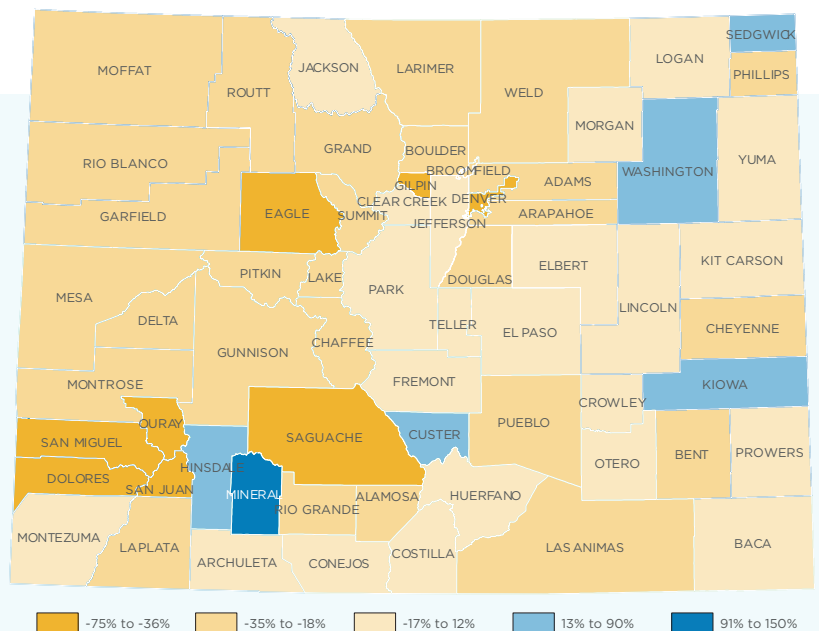 SEDGWICK
JACKSON
LOGAN
MOFFAT
LARIMER
PHILLIPS
ROUTT
WELD
MORGAN
GRAND
BOULDER
YUMA
RIO BLANCO
BROOMFIELD
WASHINGTON
GILPIN
ADAMS
CLEAR CREEK
DENVER
GARFIELD
EAGLE
SUMMIT
ARAPAHOE
JEFFERSON
KIT CARSON
ELBERT
PITKIN
LAKE
DOUGLAS
PARK
MESA
LINCOLN
DELTA
TELLER
EL PASO
CHEYENNE
CHAFFEE
GUNNISON
MONTROSE
FREMONT
KIOWA
CROWLEY
OURAY
PUEBLO
SAN MIGUEL
SAGUACHE
CUSTER
HINSDALE
BENT
PROWERS
OTERO
DOLORES
SAN JUAN
MINERAL
ALAMOSA
HUERFANO
RIO GRANDE
MONTEZUMA
LA PLATA
LAS ANIMAS
BACA
COSTILLA
ARCHULETA
CONEJOS
-75% to -36%
-35% to -18%
-17% to 12%
13% to 90%
91% to 150%